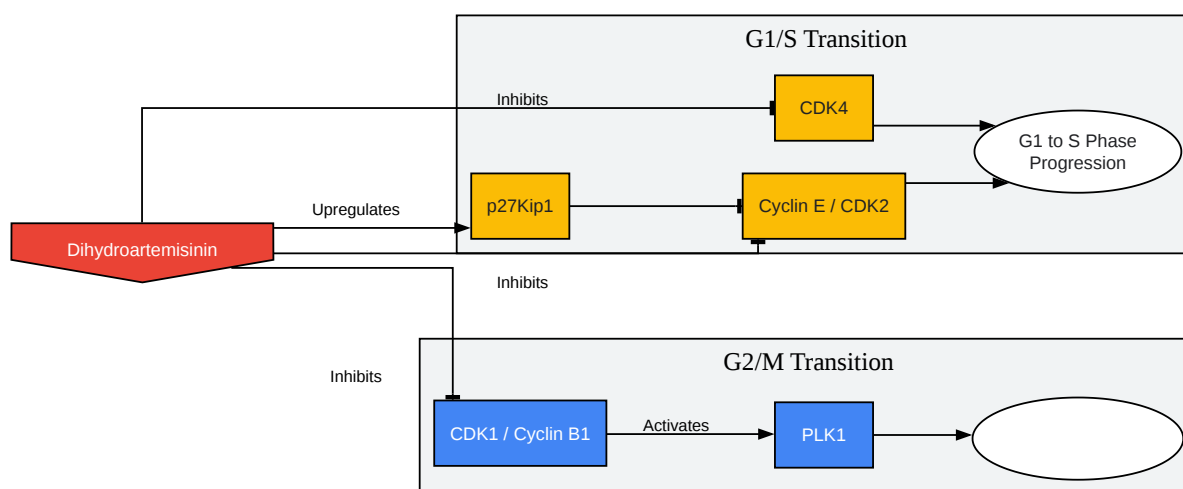 G1/S Transition
Inhibits
CDK4
G1 to S Phase
Progression
Upregulates
p27Kip1
Cyclin E / CDK2
Dihydroartemisinin
Inhibits
G2/M Transition
Inhibits
CDK1 / Cyclin B1
Activates
PLK1